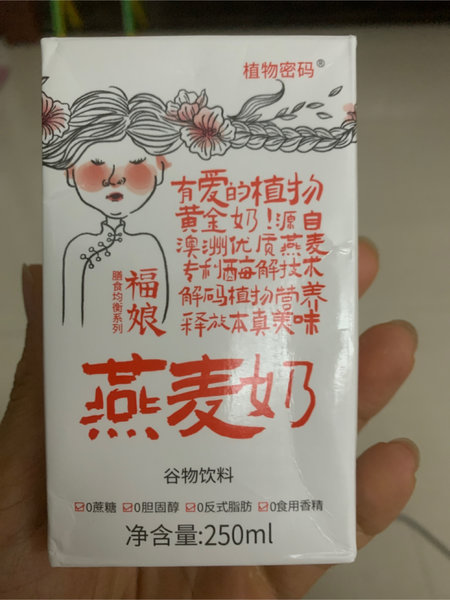 植物密码®
有爱的植物
黄金奶!源自
澳洲优质燕麦
专利酶解技术
解码植物营养
释放本真美味
福娘
膳食均衡系列
燕麦奶
谷物饮料
☑0蔗糖 ☑0胆固醇 ☑0反式脂肪 ☑0食用香精
净含量:250ml